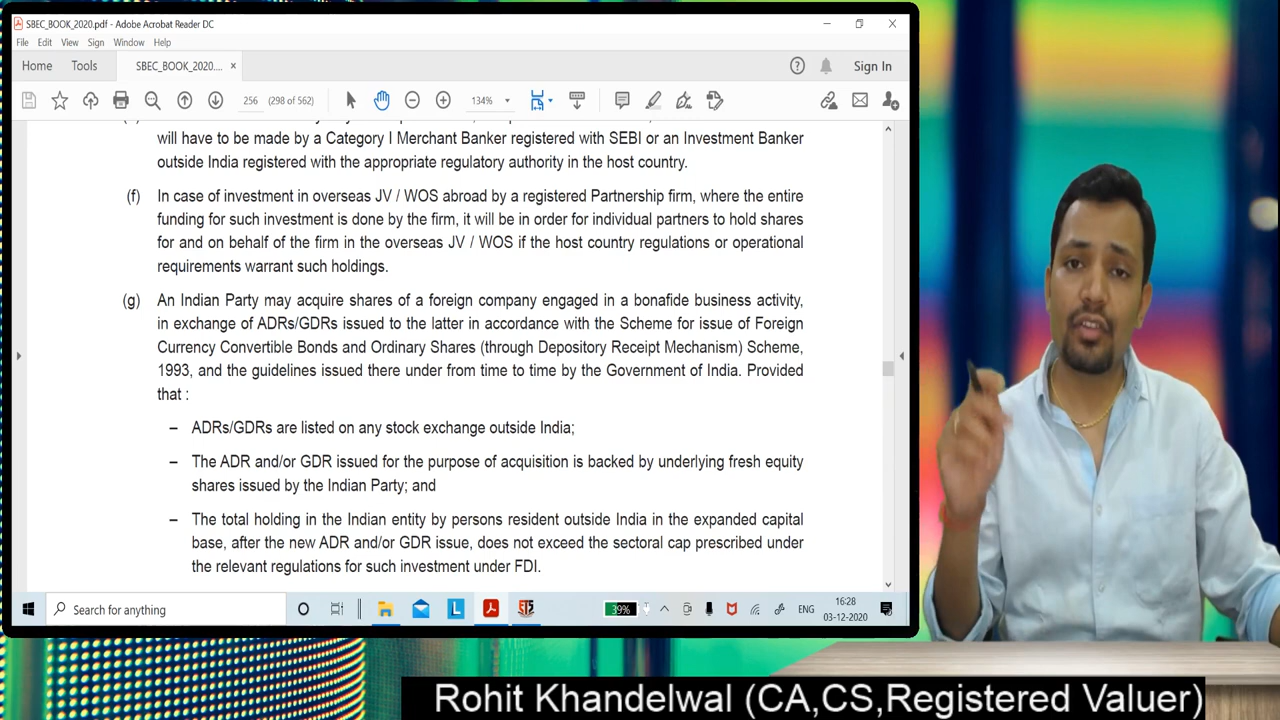 SBEC_BOOK_2020.pdf - Adobe Acrobat Reader DC
File Edit View Sign Window Help
Home Tools SBEC_BOOK_2020.... × Sign In
256 (298 of 562) 134%
will have to be made by a Category I Merchant Banker registered with SEBI or an Investment Banker
outside India registered with the appropriate regulatory authority in the host country.
(f) In case of investment in overseas JV / WOS abroad by a registered Partnership firm, where the entire
funding for such investment is done by the firm, it will be in order for individual partners to hold shares
for and on behalf of the firm in the overseas JV / WOS if the host country regulations or operational
requirements warrant such holdings.
(g) An Indian Party may acquire shares of a foreign company engaged in a bonafide business activity,
in exchange of ADRs/GDRs issued to the latter in accordance with the Scheme for issue of Foreign
Currency Convertible Bonds and Ordinary Shares (through Depository Receipt Mechanism) Scheme,
1993, and the guidelines issued there under from time to time by the Government of India. Provided
that :
– ADRs/GDRs are listed on any stock exchange outside India;
– The ADR and/or GDR issued for the purpose of acquisition is backed by underlying fresh equity
shares issued by the Indian Party; and
– The total holding in the Indian entity by persons resident outside India in the expanded capital
base, after the new ADR and/or GDR issue, does not exceed the sectoral cap prescribed under
the relevant regulations for such investment under FDI.
Search for anything L 39% ENG 16:28
03-12-2020
Rohit Khandelwal (CA,CS,Registered Valuer)